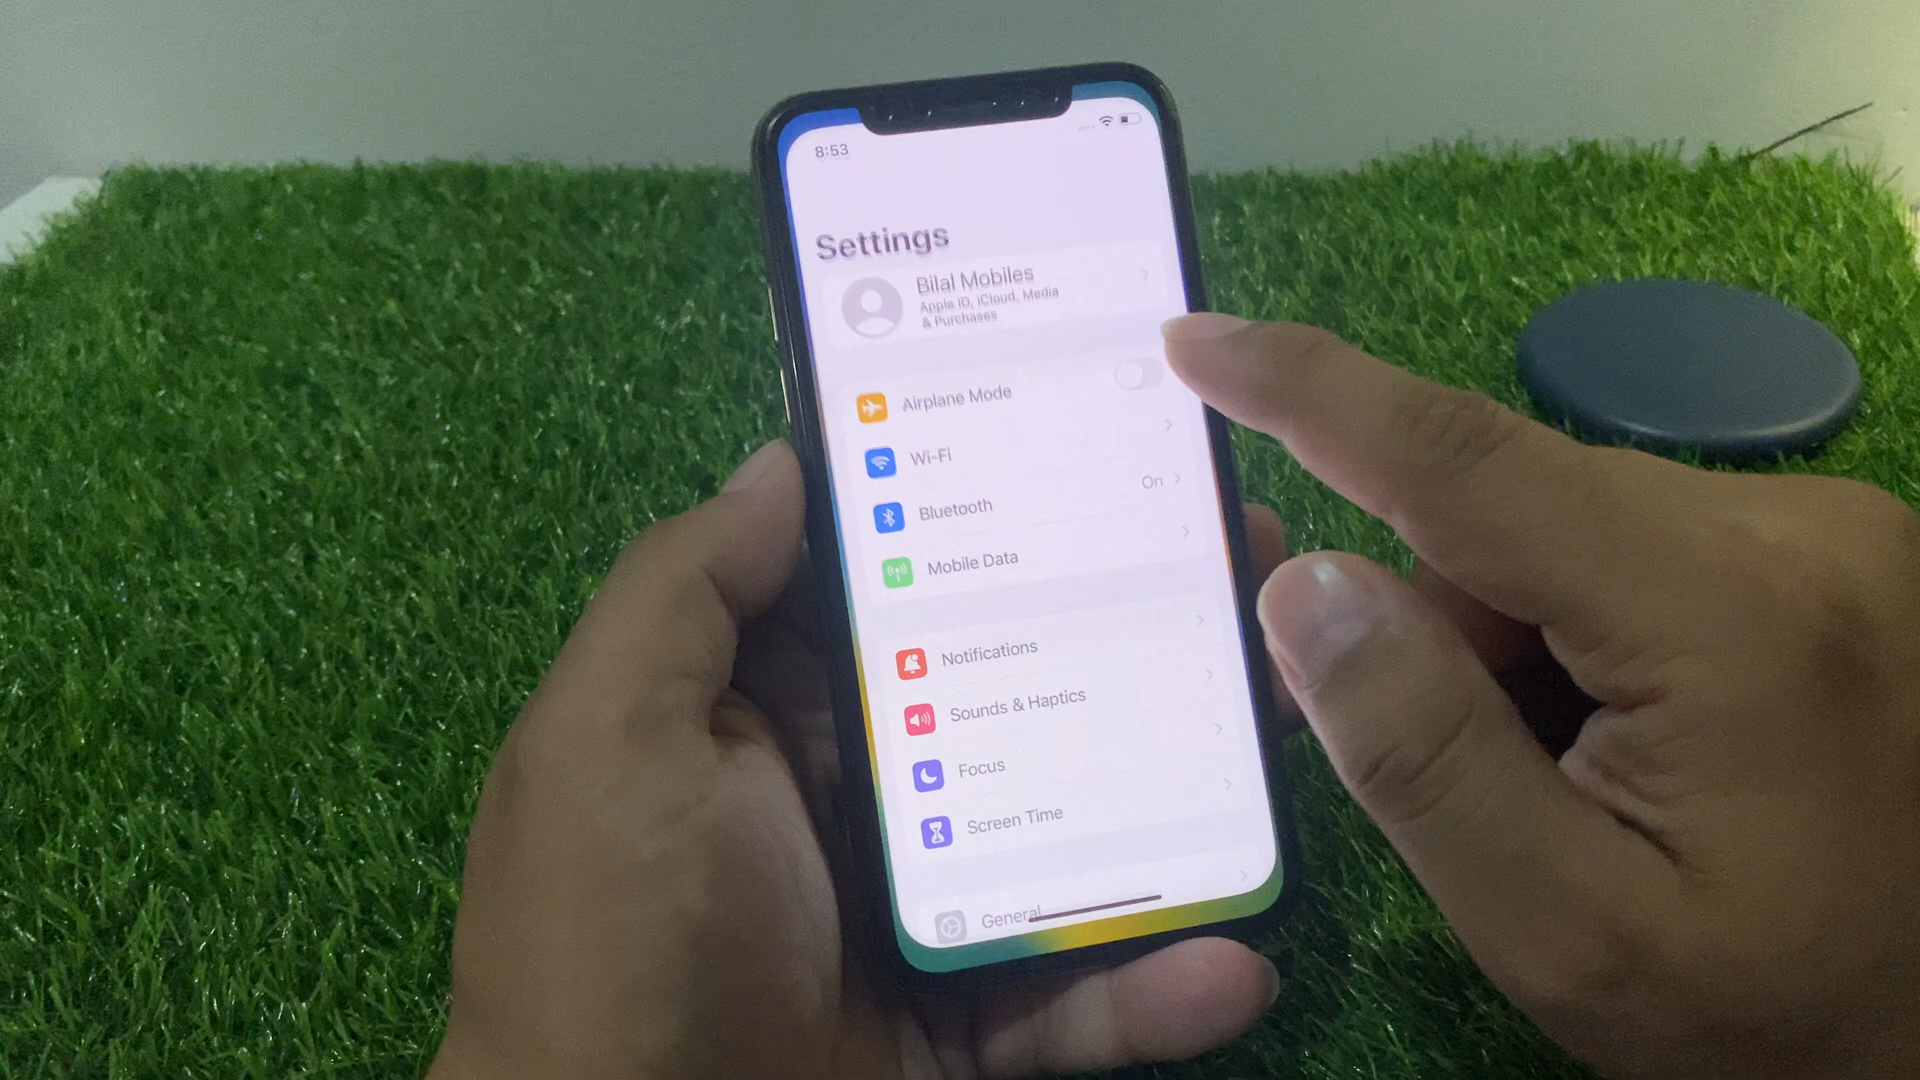 8:53
Settings
Bilal Mobiles
Apple ID, iCloud, Media
& Purchases
Airplane Mode
Wi-Fi
Bluetooth On
Mobile Data
Notifications
Sounds & Haptics
Focus
Screen Time
General